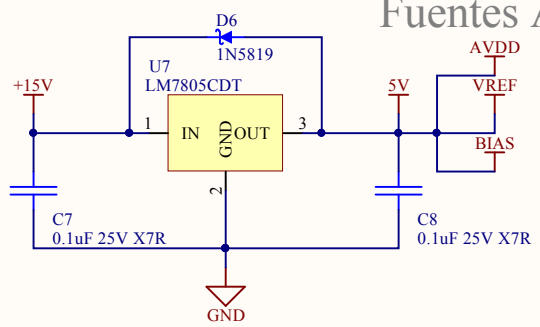 Fuentes A
D6
1N5819
AVDD
U7
LM7805CDT
+15V
5V
VREF
1
IN
GND
OUT
3
BIAS
2
C7
0.1uF 25V X7R
C8
0.1uF 25V X7R
GND